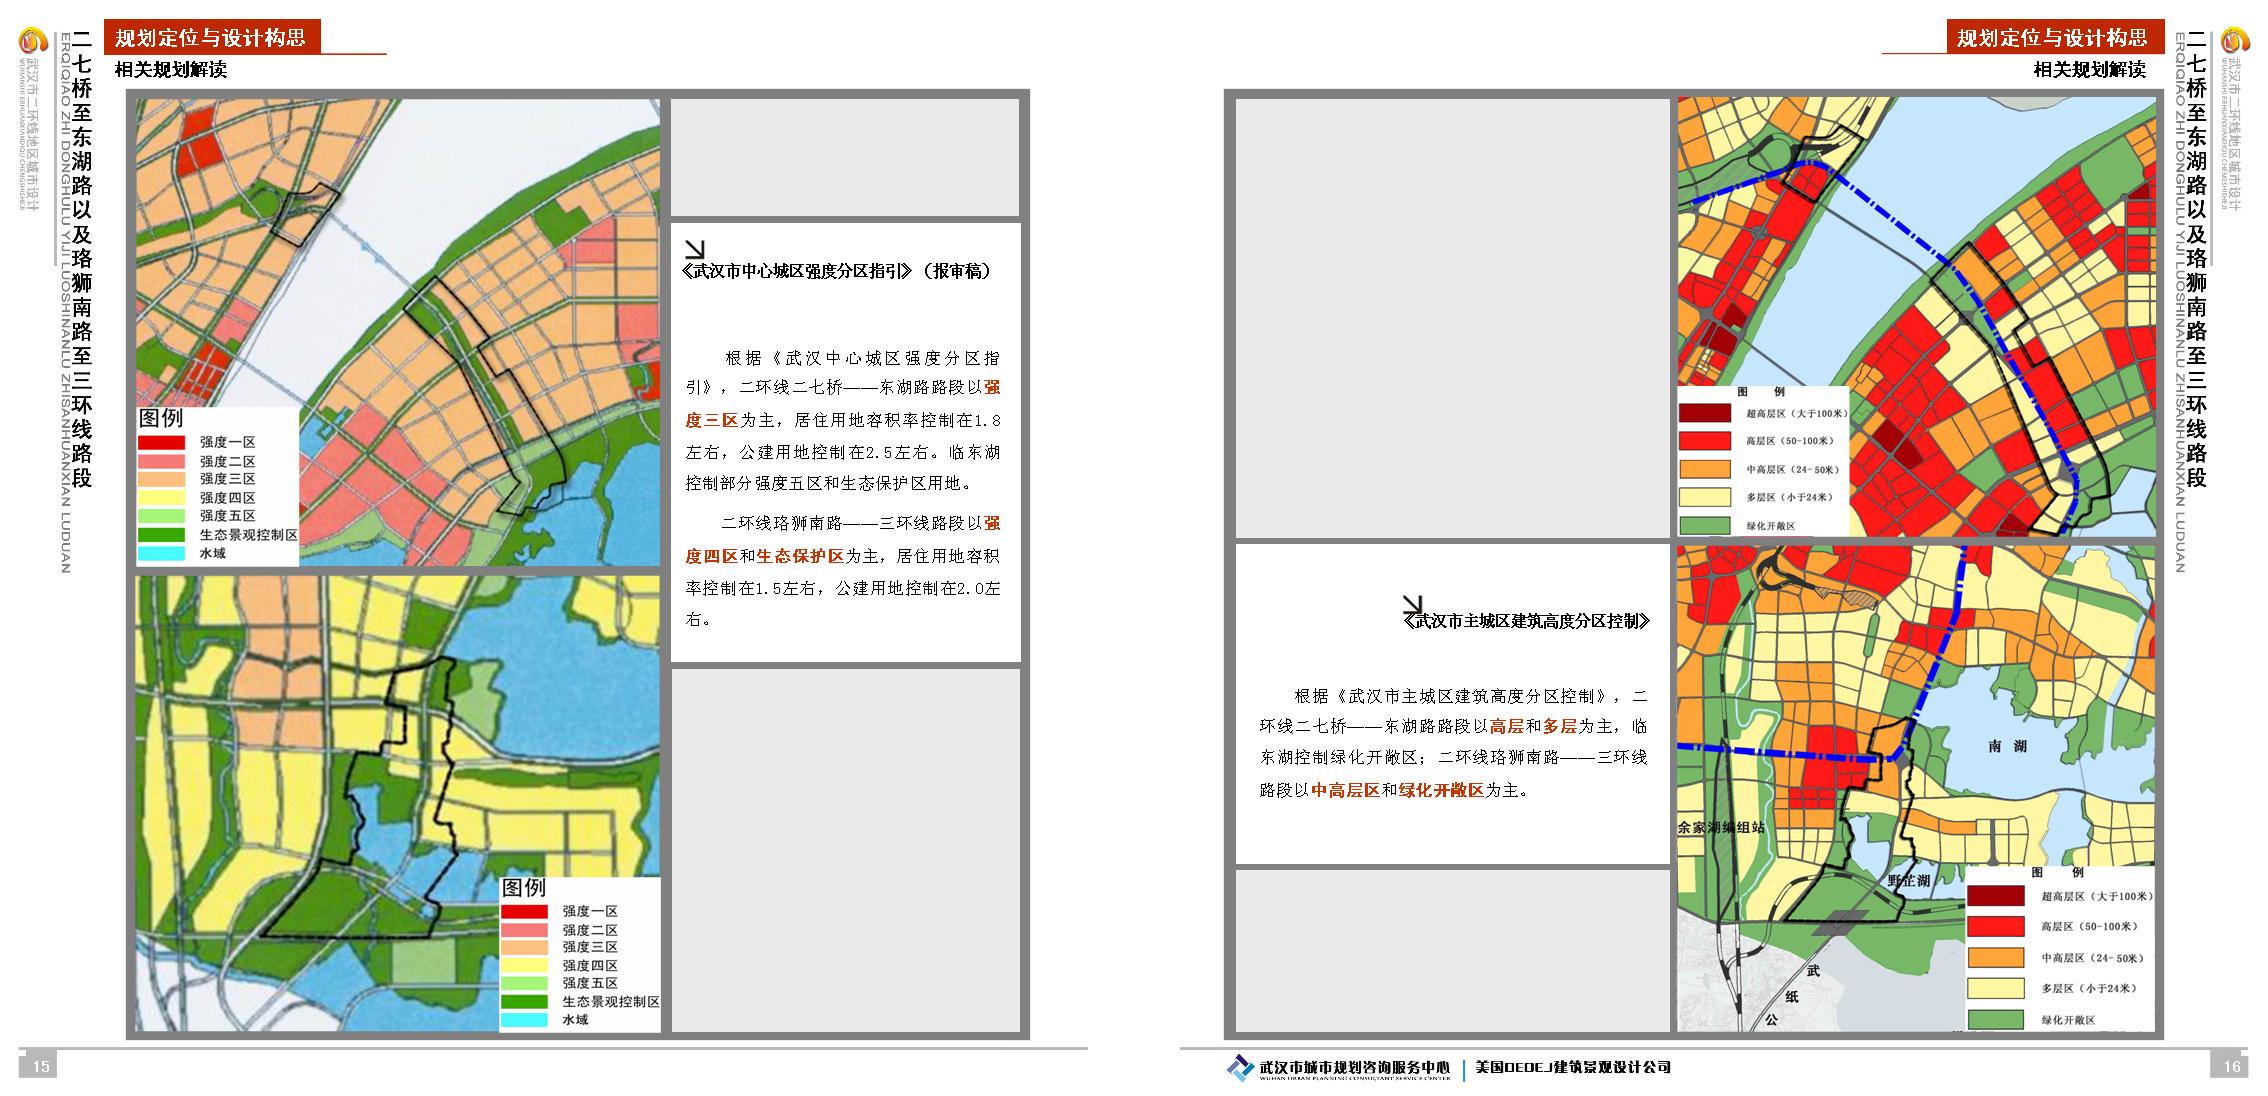 规划定位与设计构思
相关规划解读
武汉市二环线地区城市设计
WUHANSHI ERHUANXIANDIQU CHENGSHISHEJI
二七桥至东湖路以及珞狮南路至三环线路段
ERQIQIAO ZHI DONGHULU YIJI LUOSHINANLU ZHISANHUANXIAN LUDUAN
图例
强度一区
强度二区
强度三区
强度四区
强度五区
生态景观控制区
水域
《武汉市中心城区强度分区指引》（报审稿）
根据《武汉中心城区强度分区指
引》，二环线二七桥——东湖路路段以强
度三区为主，居住用地容积率控制在1.8
左右，公建用地控制在2.5左右。临东湖
控制部分强度五区和生态保护区用地。
二环线珞狮南路——三环线路段以强
度四区和生态保护区为主，居住用地容积
率控制在1.5左右，公建用地控制在2.0左
右。
图例
强度一区
强度二区
强度三区
强度四区
强度五区
生态景观控制区
水域
15
规划定位与设计构思
相关规划解读
武汉市二环线地区城市设计
WUHANSHI ERHUANXIANDIQU CHENGSHISHEJI
二七桥至东湖路以及珞狮南路至三环线路段
ERQIQIAO ZHI DONGHULU YIJI LUOSHINANLU ZHISANHUANXIAN LUDUAN
图 例
超高层区（大于100米）
高层区（50-100米）
中高层区（24-50米）
多层区（小于24米）
绿化开敞区
《武汉市主城区建筑高度分区控制》
根据《武汉市主城区建筑高度分区控制》，二
环线二七桥——东湖路路段以高层和多层为主，临
东湖控制绿化开敞区；二环线珞狮南路——三环线
路段以中高层区和绿化开敞区为主。
南 湖
余家湖编组站
野芷湖
武
纸
公
图 例
超高层区（大于100米）
高层区（50-100米）
中高层区（24-50米）
多层区（小于24米）
绿化开敞区
武汉市城市规划咨询服务中心
WUHAN URBAN PLANNING CONSULTANT SERVICE CENTER
美国DEDEJ建筑景观设计公司
16